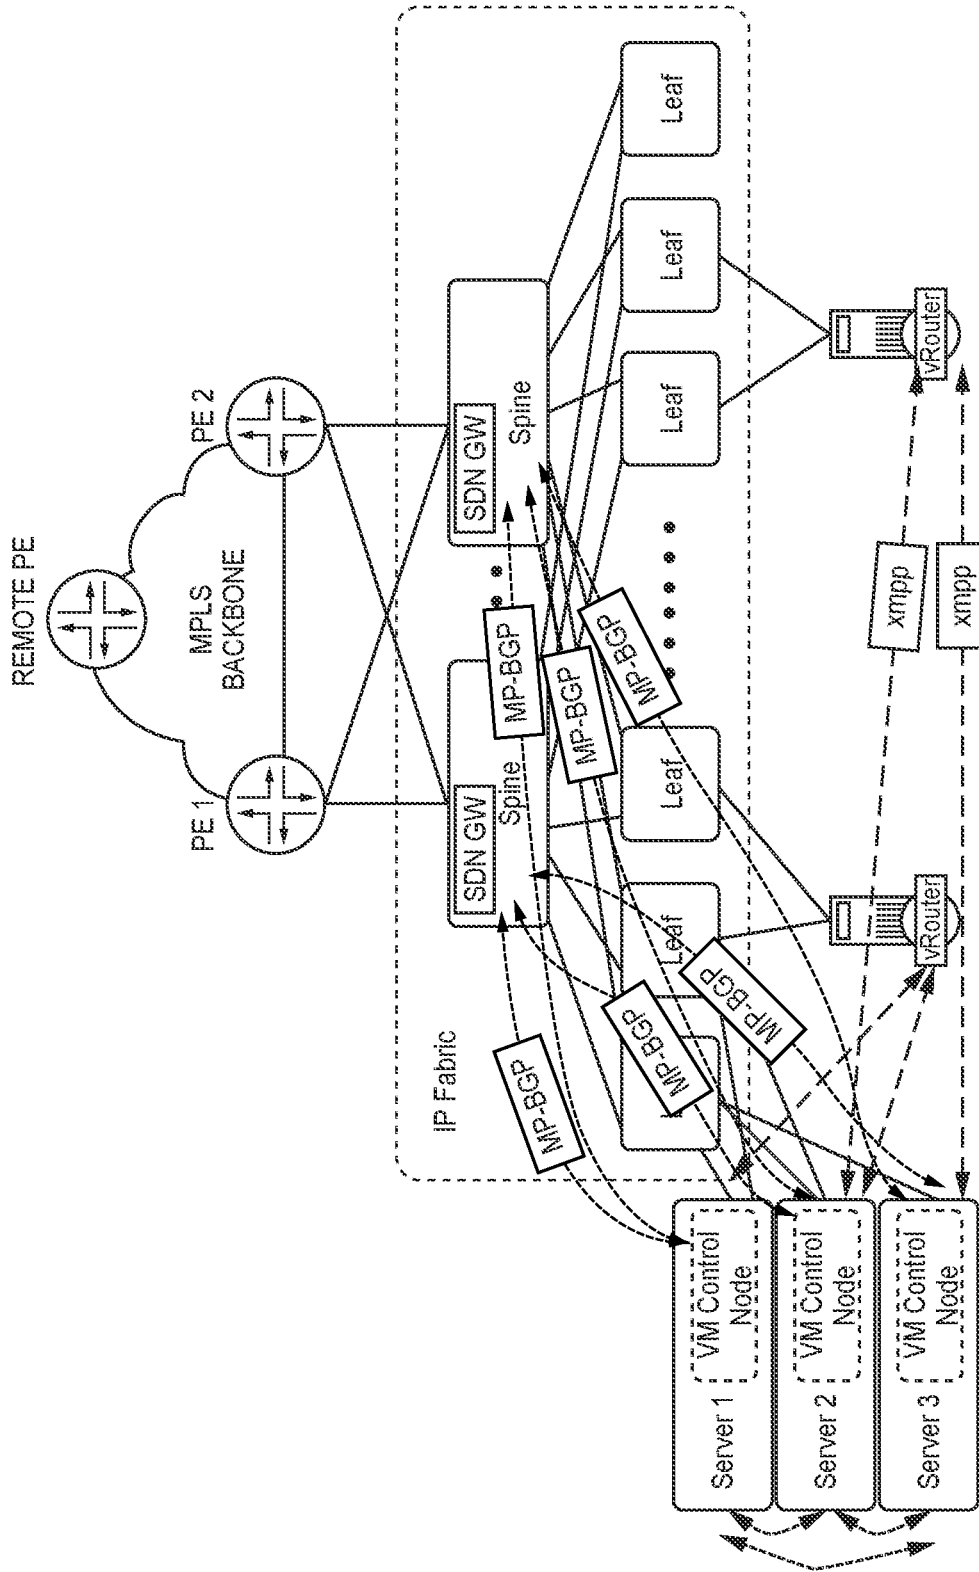 REMOTE PE
MPLS
BACKBONE
PE 1
PE 2
IP Fabric
SDN GW
Spine
SDN GW
Spine
MP-BGP
MP-BGP
MP-BGP
MP-BGP
MP-BGP
MP-BGP
Leaf
Leaf
Leaf
Leaf
Leaf
vRouter
vRouter
xmpp
xmpp
Server 1
VM Control
Node
Server 2
VM Control
Node
Server 3
VM Control
Node